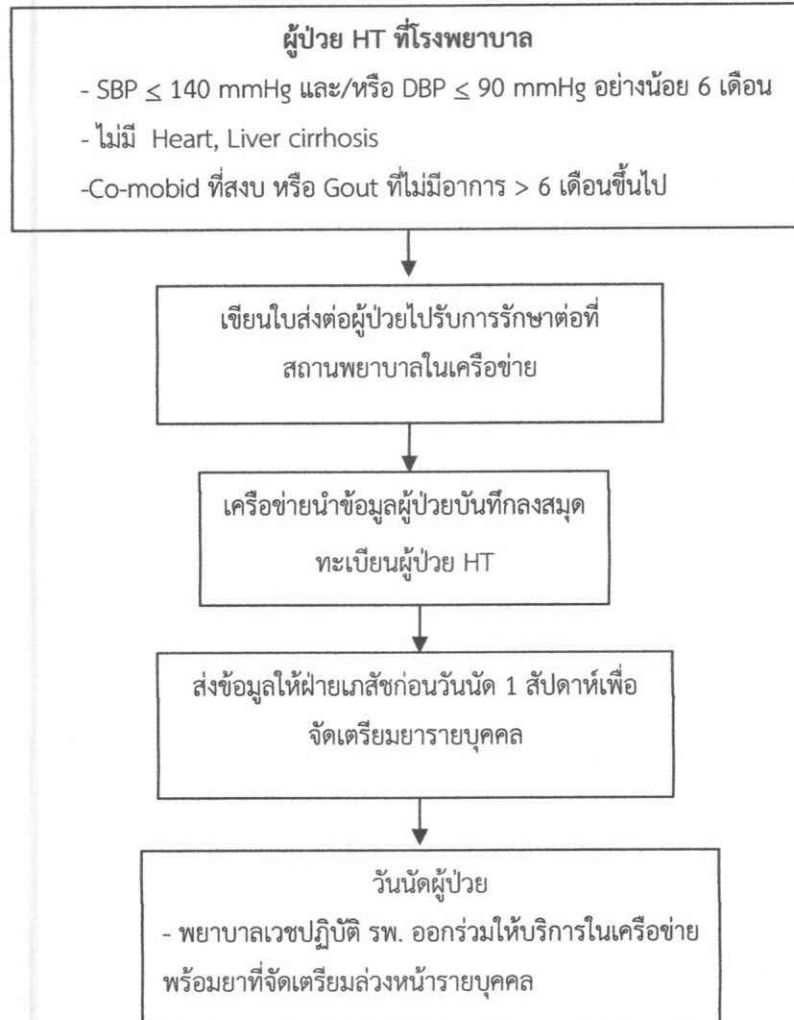 ผู้ป่วย HT ที่โรงพยาบาล
- SBP ≤ 140 mmHg และ/หรือ DBP ≤ 90 mmHg อย่างน้อย 6 เดือน
- ไม่มี Heart, Liver cirrhosis
-Co-mobid ที่สงบ หรือ Gout ที่ไม่มีอาการ > 6 เดือนขึ้นไป
เขียนใบส่งต่อผู้ป่วยไปรับการรักษาต่อที่
สถานพยาบาลในเครือข่าย
เครือข่ายนำข้อมูลผู้ป่วยบันทึกลงสมุด
ทะเบียนผู้ป่วย HT
ส่งข้อมูลให้ฝ่ายเภสัชก่อนวันนัด 1 สัปดาห์เพื่อ
จัดเตรียมยารายบุคคล
วันนัดผู้ป่วย
- พยาบาลเวชปฏิบัติ รพ. ออกร่วมให้บริการในเครือข่าย
พร้อมยาที่จัดเตรียมล่วงหน้ารายบุคคล